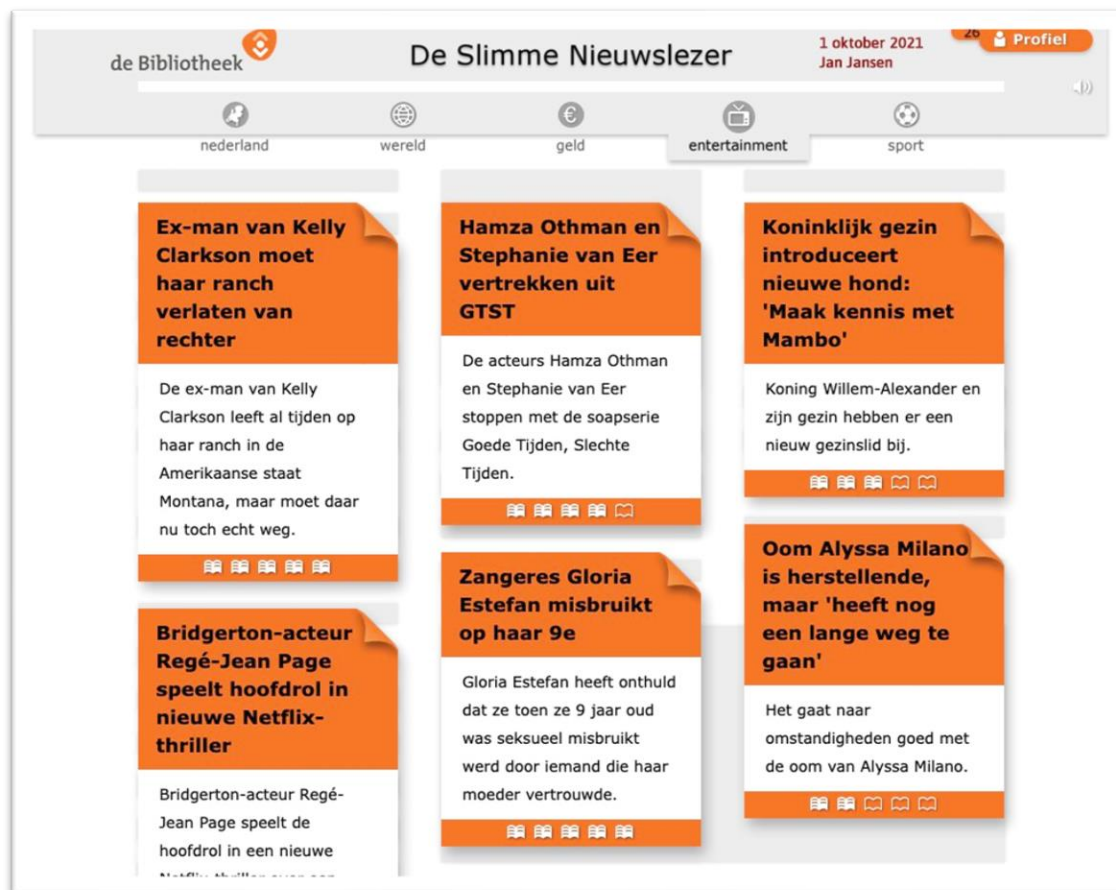 de Bibliotheek
De Slimme Nieuwslezer
1 oktober 2021
Jan Jansen
26
Profiel
nederland
wereld
geld
entertainment
sport
Ex-man van Kelly
Clarkson moet
haar ranch
verlaten van
rechter
De ex-man van Kelly
Clarkson leeft al tijden op
haar ranch in de
Amerikaanse staat
Montana, maar moet daar
nu toch echt weg.
Bridgerton-acteur
Regé-Jean Page
speelt hoofdrol in
nieuwe Netflix-
thriller
Bridgerton-acteur Regé-
Jean Page speelt de
hoofdrol in een nieuwe
Hamza Othman en
Stephanie van Eer
vertrekken uit
GTST
De acteurs Hamza Othman
en Stephanie van Eer
stoppen met de soapserie
Goede Tijden, Slechte
Tijden.
Zangeres Gloria
Estefan misbruikt
op haar 9e
Gloria Estefan heeft onthuld
dat ze toen ze 9 jaar oud
was seksueel misbruikt
werd door iemand die haar
moeder vertrouwde.
Koninklijk gezin
introduceert
nieuwe hond:
'Maak kennis met
Mambo'
Koning Willem-Alexander en
zijn gezin hebben er een
nieuw gezinslid bij.
Oom Alyssa Milano
is herstellende,
maar 'heeft nog
een lange weg te
gaan'
Het gaat naar
omstandigheden goed met
de oom van Alyssa Milano.